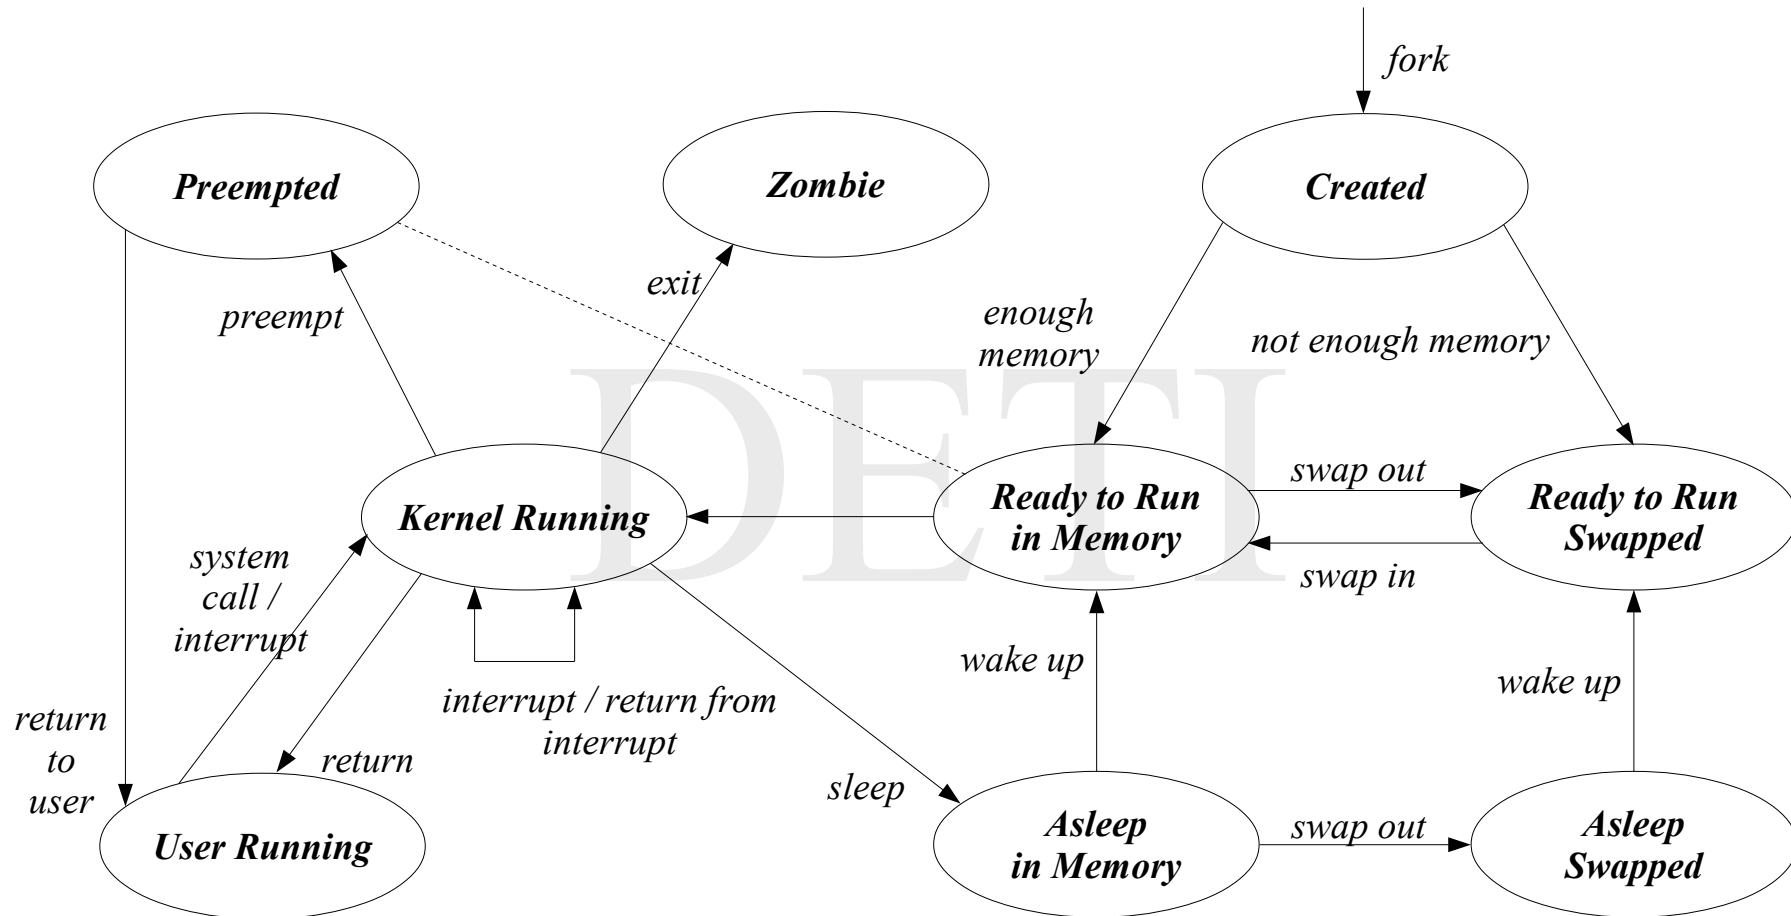 fork
Preempted
Zombie
Created
exit
preempt
enough
memory
not enough memory
DETI
Kernel Running
Ready to Run
in Memory
swap out
Ready to Run
Swapped
swap in
system
call /
interrupt
interrupt / return from
interrupt
wake up
wake up
return
to
user
return
sleep
User Running
Asleep
in Memory
swap out
Asleep
Swapped